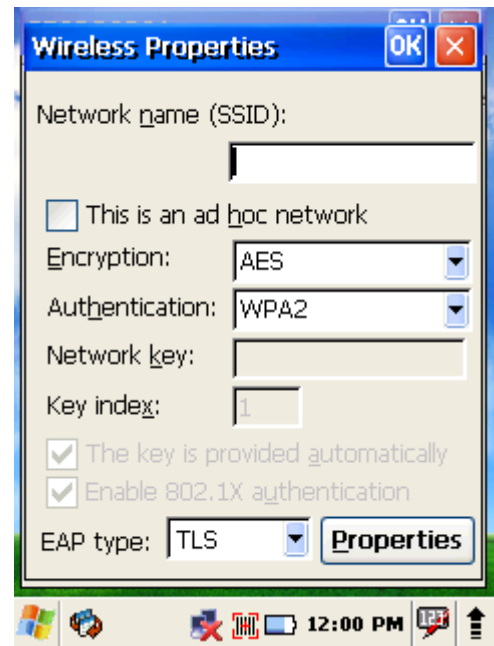 Wireless Properties OK
Network name (SSID):
This is an ad hoc network
Encryption: AES
Authentication: WPA2
Network key:
Key index: 1
The key is provided automatically
Enable 802.1X authentication
EAP type: TLS Properties
12:00 PM 123